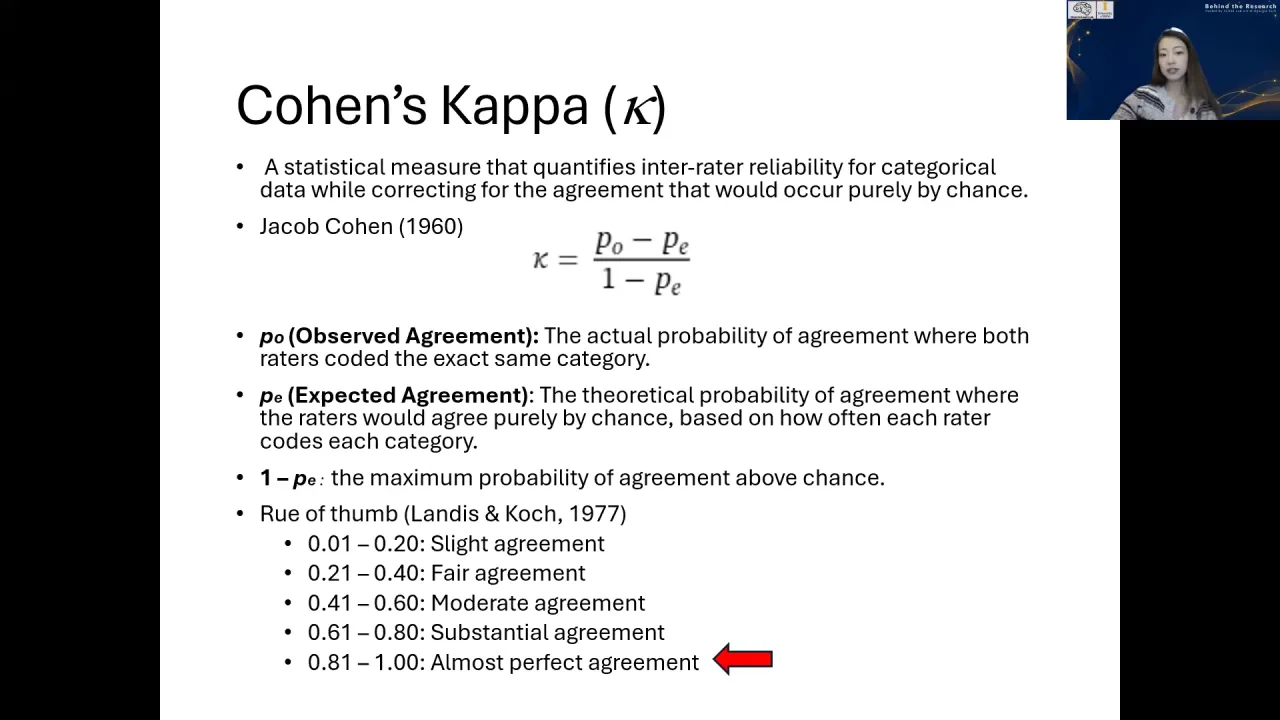 Behind the Research
Cohen's Kappa (κ)
• A statistical measure that quantifies inter-rater reliability for categorical
data while correcting for the agreement that would occur purely by chance.
• Jacob Cohen (1960)
κ = (pₒ − pₑ) / (1 − pₑ)
• pₒ (Observed Agreement): The actual probability of agreement where both
raters coded the exact same category.
• pₑ (Expected Agreement): The theoretical probability of agreement where
the raters would agree purely by chance, based on how often each rater
codes each category.
• 1 – pₑ : the maximum probability of agreement above chance.
• Rue of thumb (Landis & Koch, 1977)
• 0.01 – 0.20: Slight agreement
• 0.21 – 0.40: Fair agreement
• 0.41 – 0.60: Moderate agreement
• 0.61 – 0.80: Substantial agreement
• 0.81 – 1.00: Almost perfect agreement